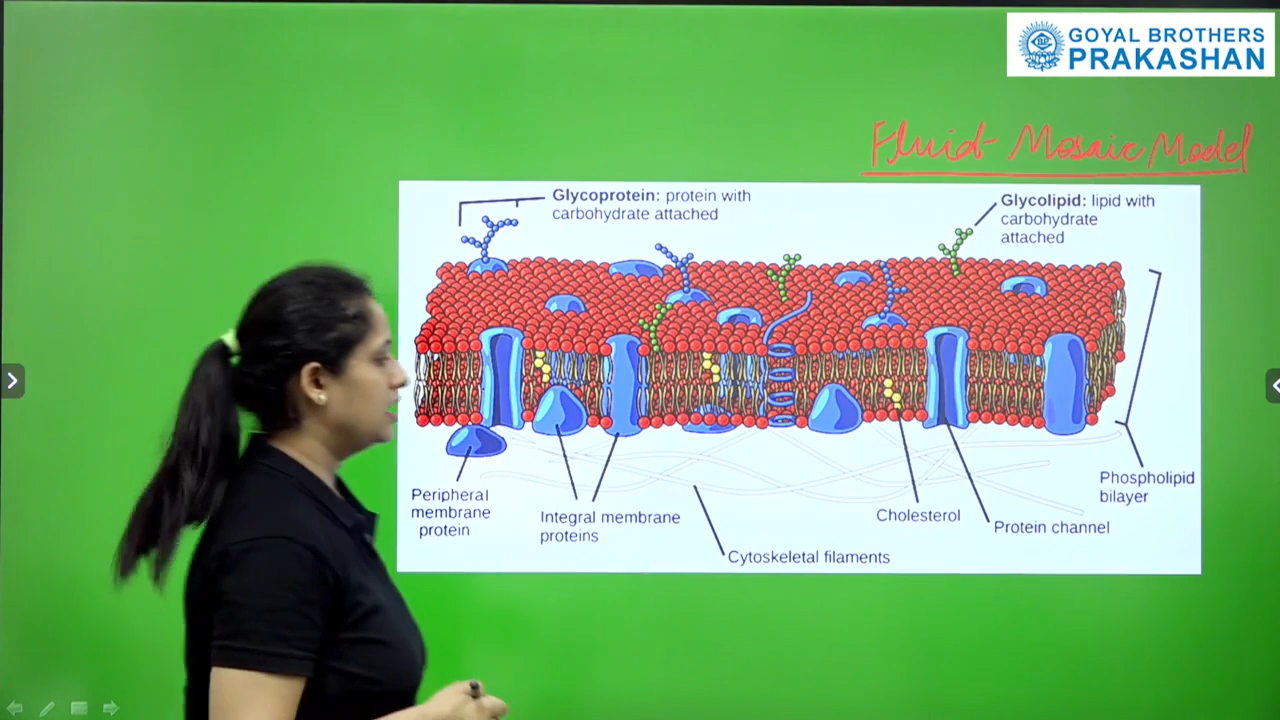 GOYAL BROTHERS
PRAKASHAN
Fluid-Mosaic Model
Glycoprotein: protein with
carbohydrate attached
Glycolipid: lipid with
carbohydrate
attached
Peripheral
membrane
protein
Integral membrane
proteins
Cytoskeletal filaments
Cholesterol
Protein channel
Phospholipid
bilayer